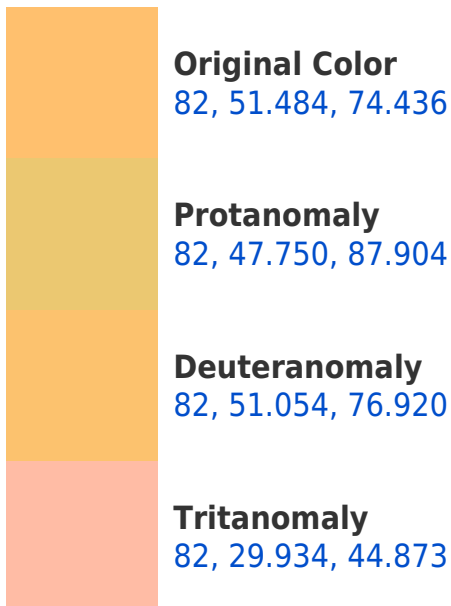 Original Color
82, 51.484, 74.436
Protanomaly
82, 47.750, 87.904
Deuteranomaly
82, 51.054, 76.920
Tritanomaly
82, 29.934, 44.873